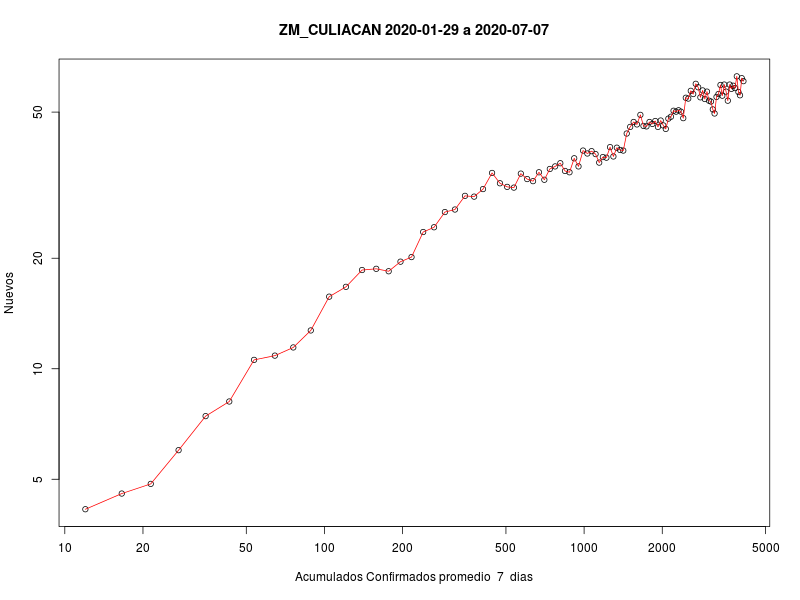 ZM_CULIACAN 2020-01-29 a 2020-07-07
Nuevos
50
20
10
5
10 20 50 100 200 500 1000 2000 5000
Acumulados Confirmados promedio 7 dias